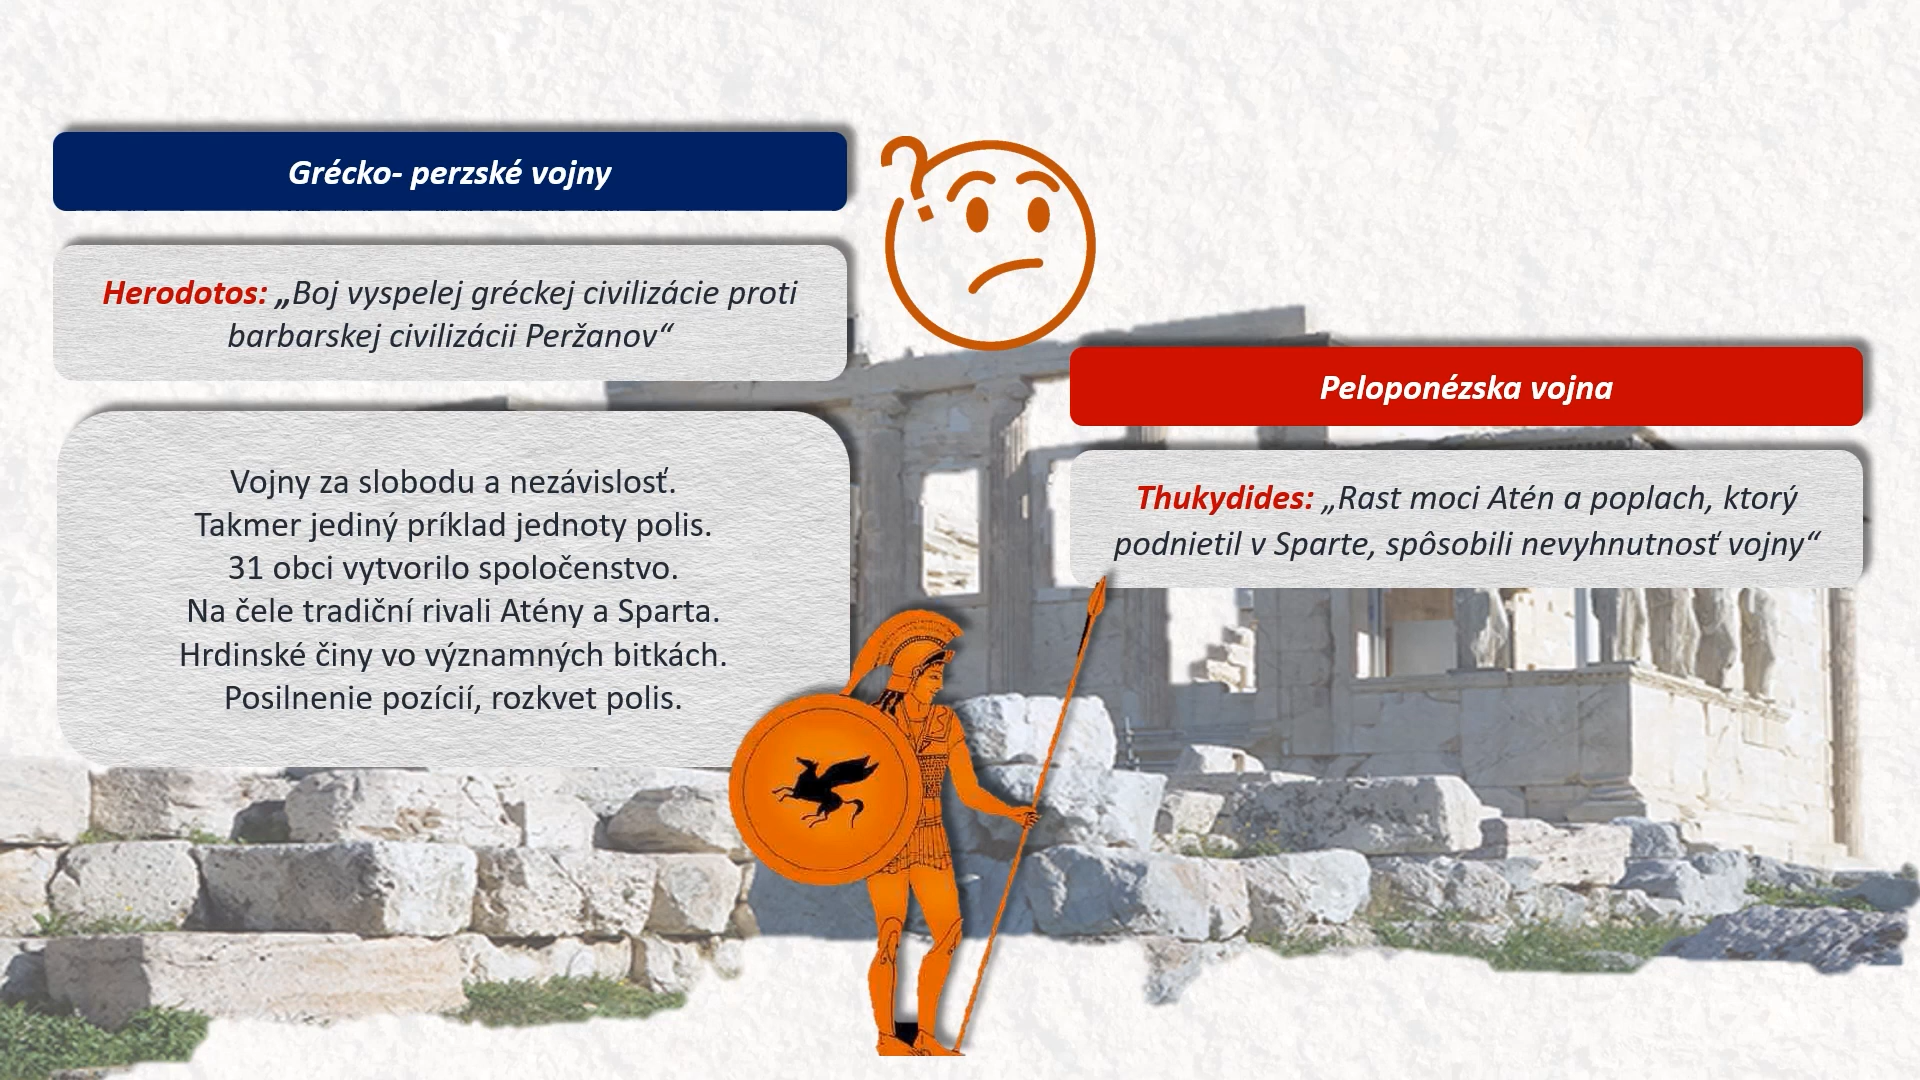 Grécko- perzské vojny
Herodotos: „Boj vyspelej gréckej civilizácie proti
barbarskej civilizácii Peržanov“
Vojny za slobodu a nezávislosť.
Takmer jediný príklad jednoty polis.
31 obci vytvorilo spoločenstvo.
Na čele tradiční rivali Atény a Sparta.
Hrdinské činy vo významných bitkách.
Posilnenie pozícií, rozkvet polis.
Peloponézska vojna
Thukydides: „Rast moci Atén a poplach, ktorý
podnietil v Sparte, spôsobili nevyhnutnosť vojny“